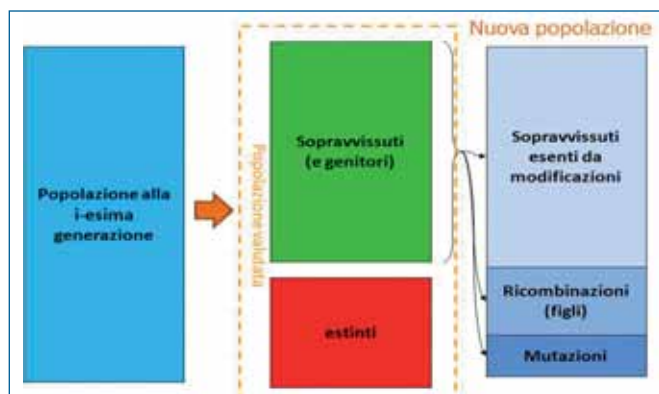 Nuova popolazione
Popolazione alla
i-esima
generazione
Popolazione valutata
Sopravvissuti
(e genitori)
estinti
Sopravvissuti
esenti da
modificazioni
Ricombinazioni
(figli)
Mutazioni